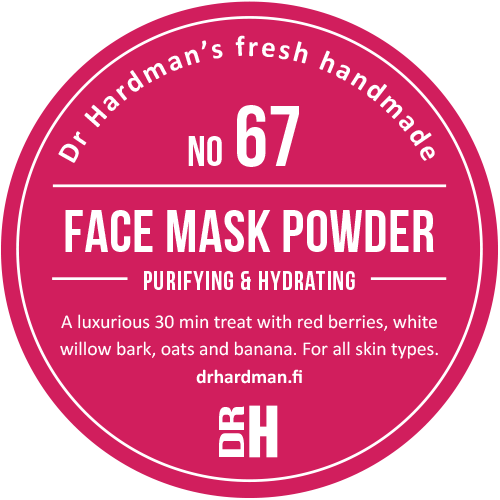 Dr Hardman’s fresh handmade
NO 67
FACE MASK POWDER
PURIFYING & HYDRATING
A luxurious 30 min treat with red berries, white
willow bark, oats and banana. For all skin types.
drhardman.fi
DRH